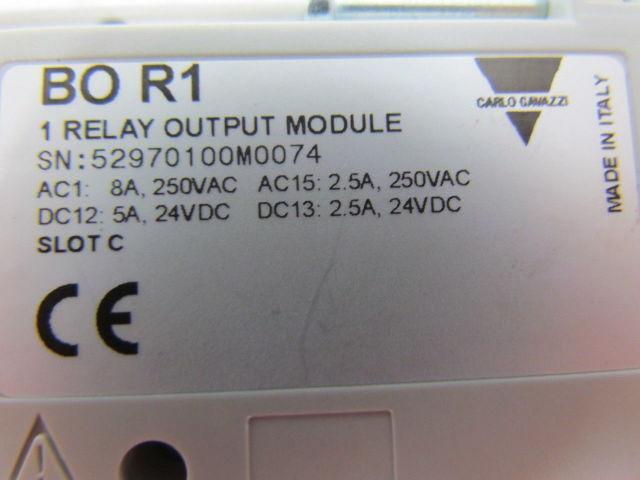 BO R1
1 RELAY OUTPUT MODULE
SN:52970100M0074
AC1: 8A, 250VAC AC15: 2.5A, 250VAC
DC12: 5A, 24VDC DC13: 2.5A, 24VDC
SLOT C
CE
CARLO GAVAZZI
MADE IN ITALY